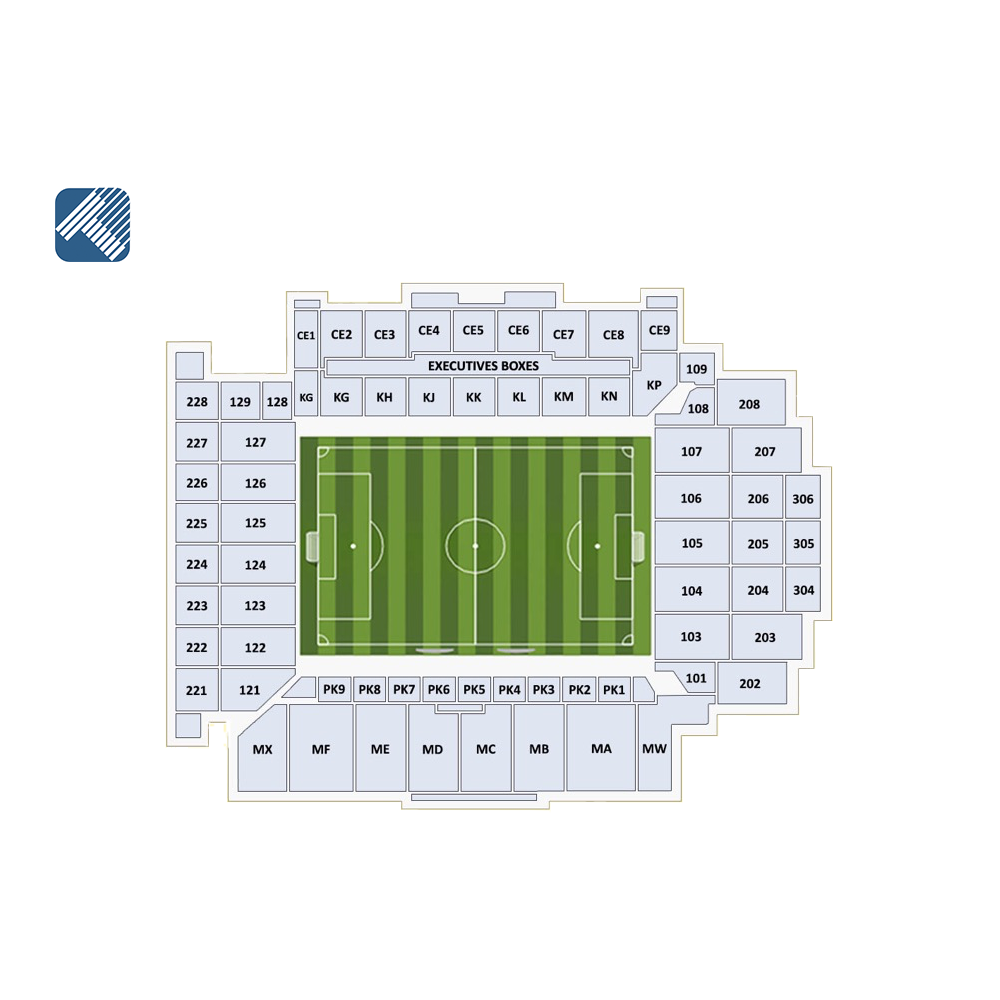 CE1 CE2 CE3 CE4 CE5 CE6 CE7 CE8 CE9
EXECUTIVES BOXES
KG KG KH KJ KK KL KM KN KP
109
108
208
228 129 128
227 127
226 126
225 125
224 124
223 123
222 122
221 121
107 207
106 206 306
105 205 305
104 204 304
103 203
101 202
PK9 PK8 PK7 PK6 PK5 PK4 PK3 PK2 PK1
MX MF ME MD MC MB MA MW